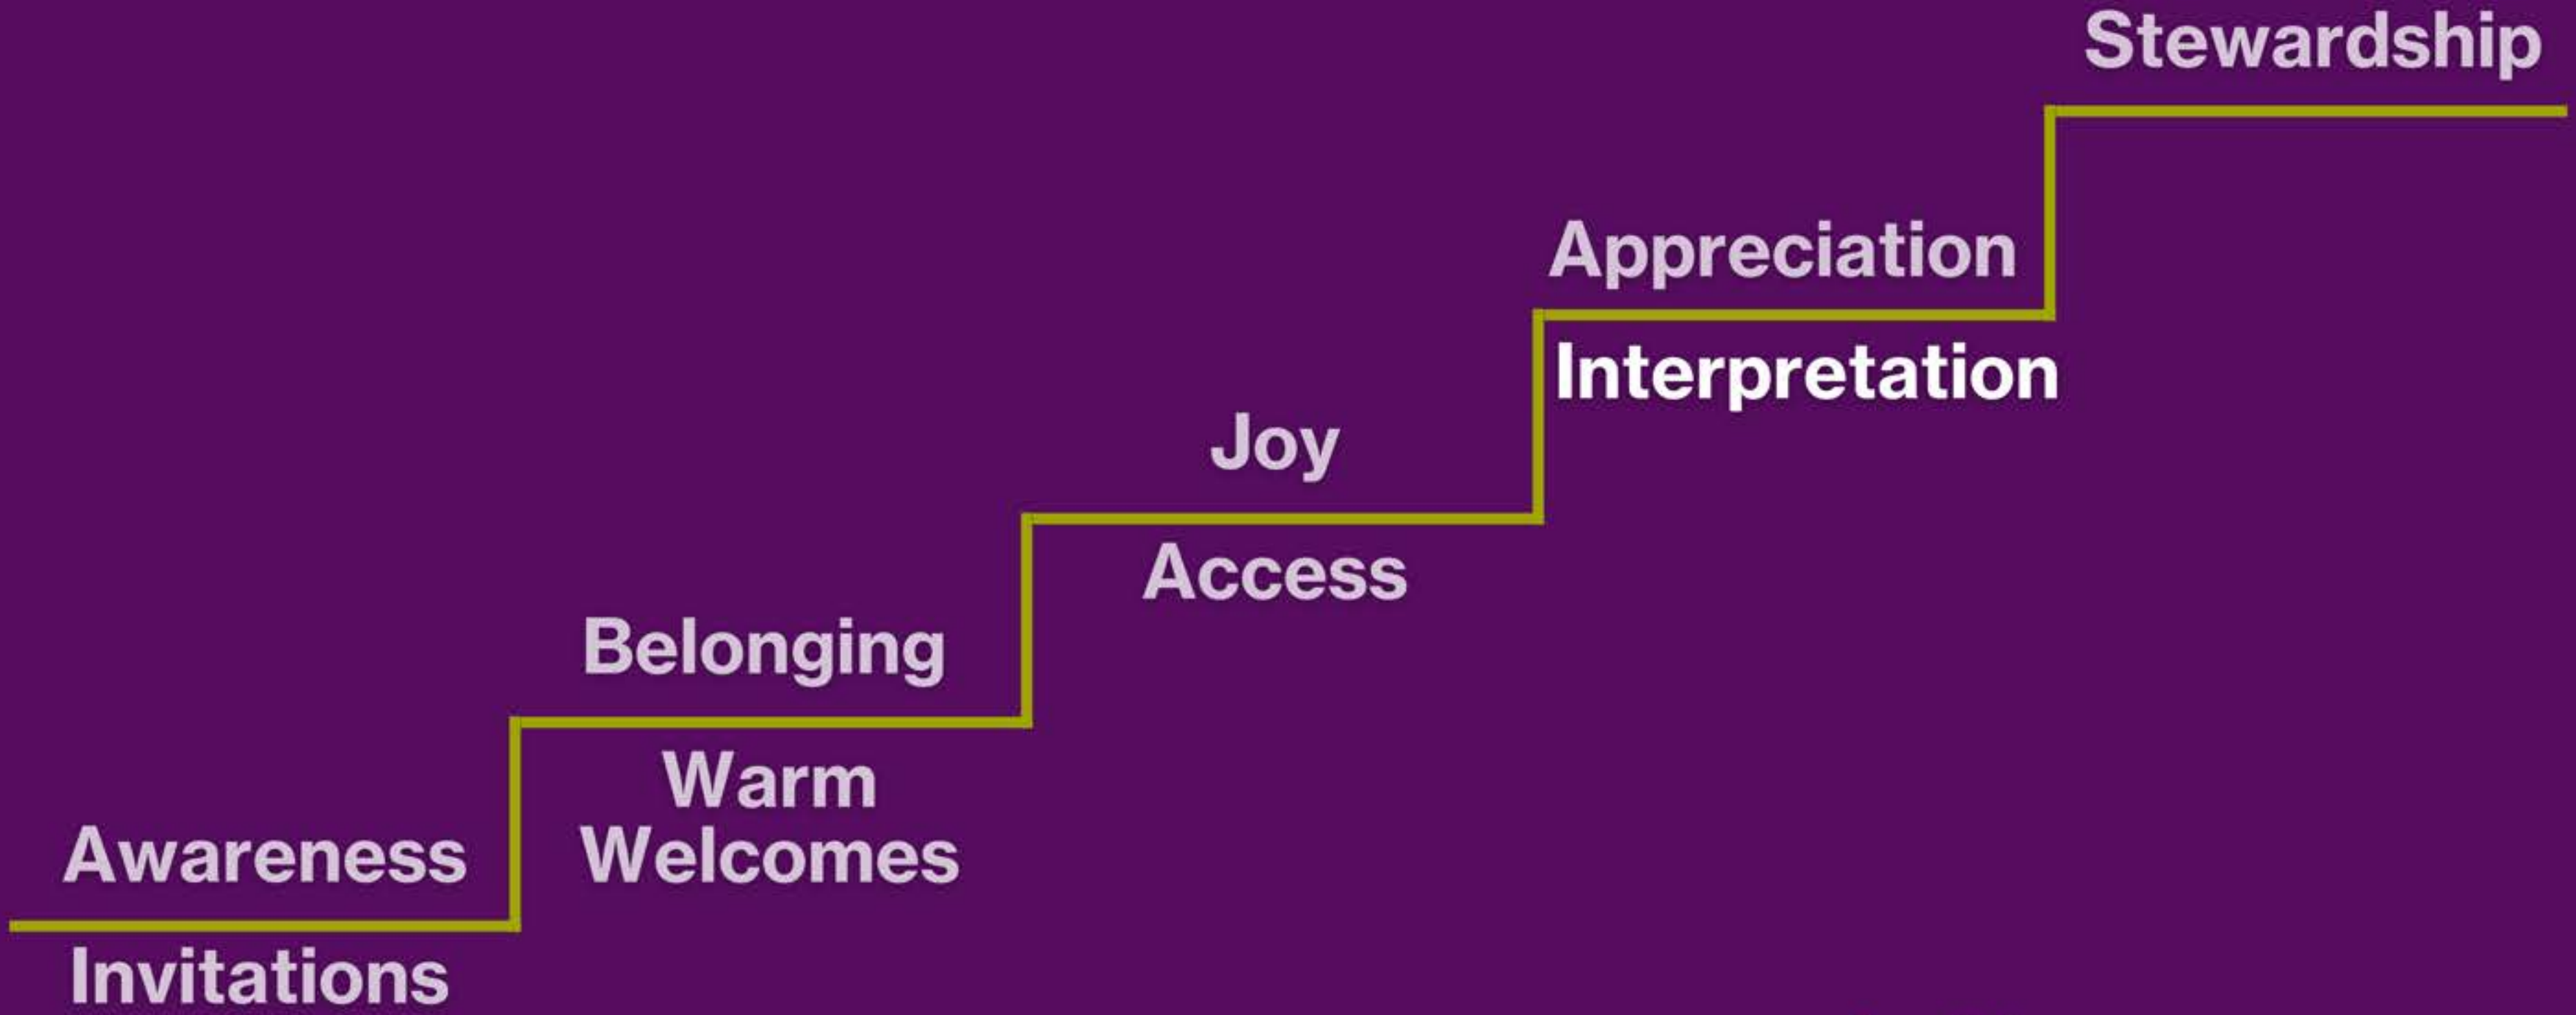 Stewardship
Appreciation
Interpretation
Joy
Access
Belonging
Warm
Welcomes
Awareness
Invitations